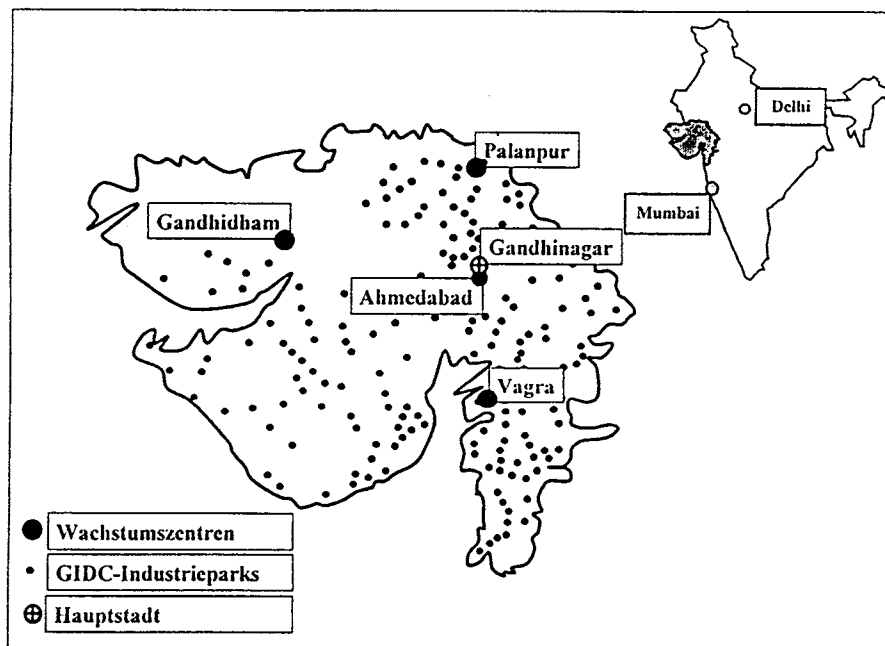 Delhi
Palanpur
Mumbai
Gandhidham
Gandhinagar
Ahmedabad
Vagra
Wachstumszentren
GIDC-Industrieparks
Hauptstadt